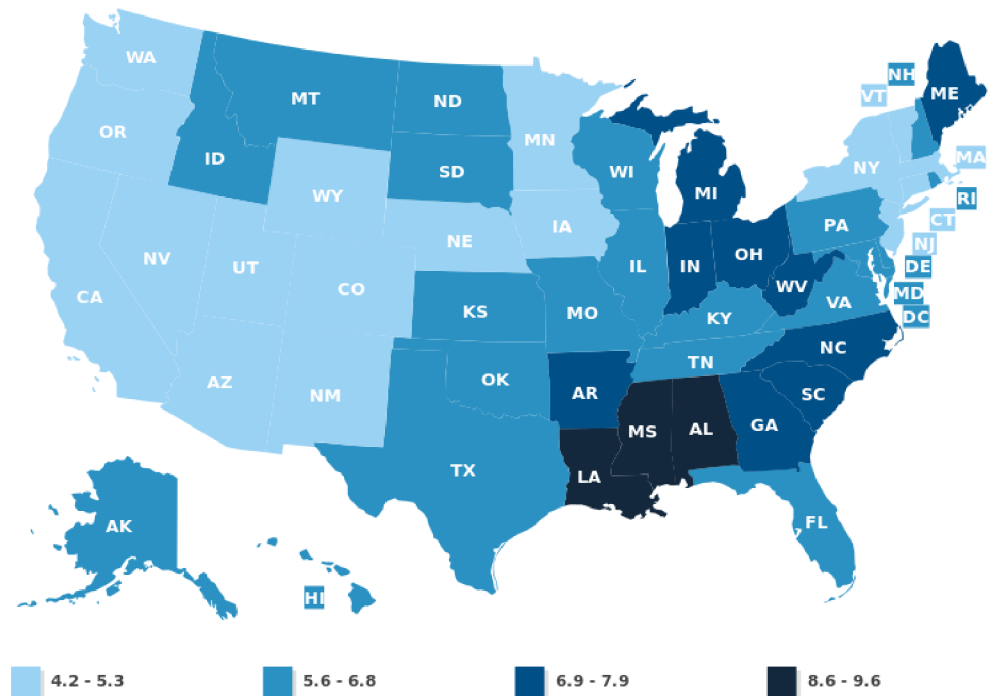 WA
NH
ME
VT
MT
ND
OR
MN
ID
SD
WI
NY
MA
MI
WY
RI
CT
IA
PA
NE
NJ
NV
UT
IL
IN
OH
DE
CO
WV
CA
MD
VA
KS
MO
KY
DC
NC
TN
AZ
OK
NM
AR
SC
GA
MS
AL
TX
LA
AK
FL
HI
4.2 - 5.3 5.6 - 6.8 6.9 - 7.9 8.6 - 9.6